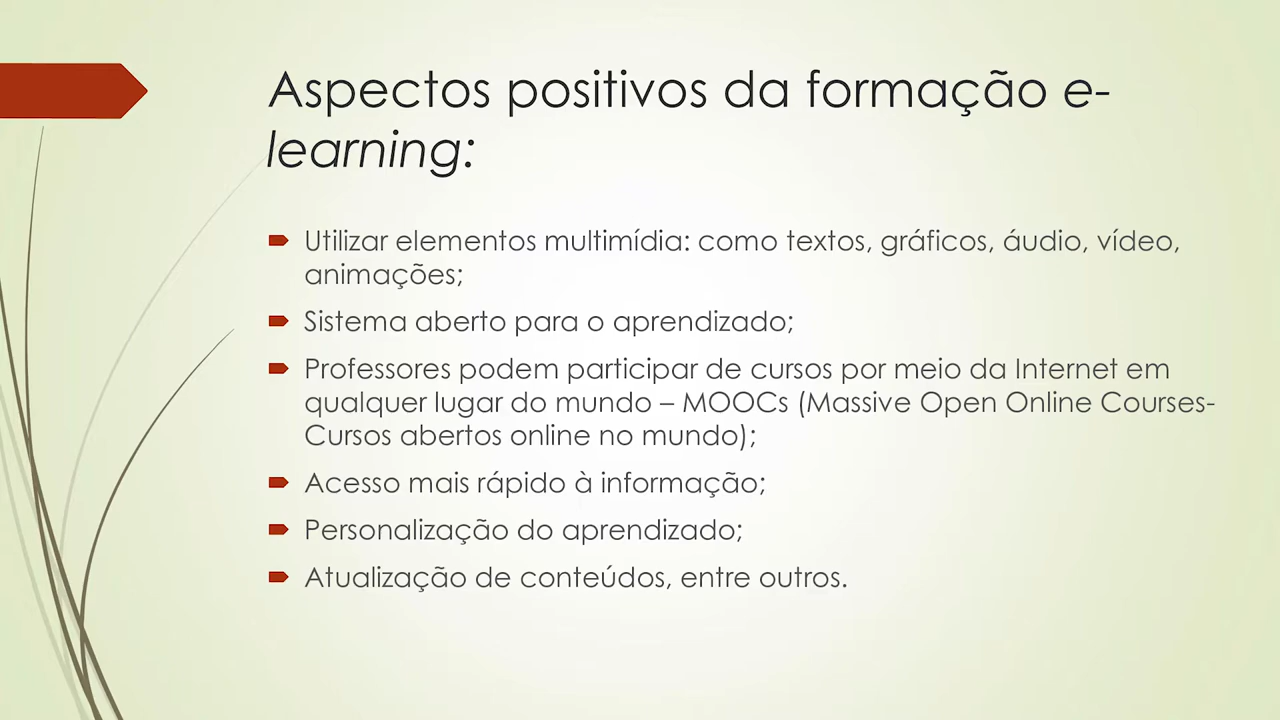 Aspectos positivos da formação e-
learning:
Utilizar elementos multimídia: como textos, gráficos, áudio, vídeo,
animações;
Sistema aberto para o aprendizado;
Professores podem participar de cursos por meio da Internet em
qualquer lugar do mundo – MOOCs (Massive Open Online Courses-
Cursos abertos online no mundo);
Acesso mais rápido à informação;
Personalização do aprendizado;
Atualização de conteúdos, entre outros.